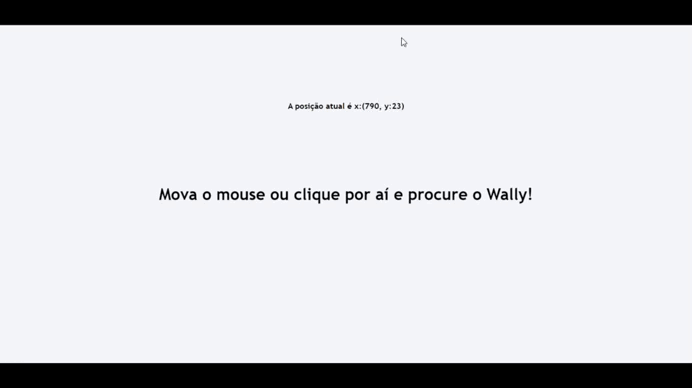 A posição atual é x:(790, y:23)
Mova o mouse ou clique por aí e procure o Wally!